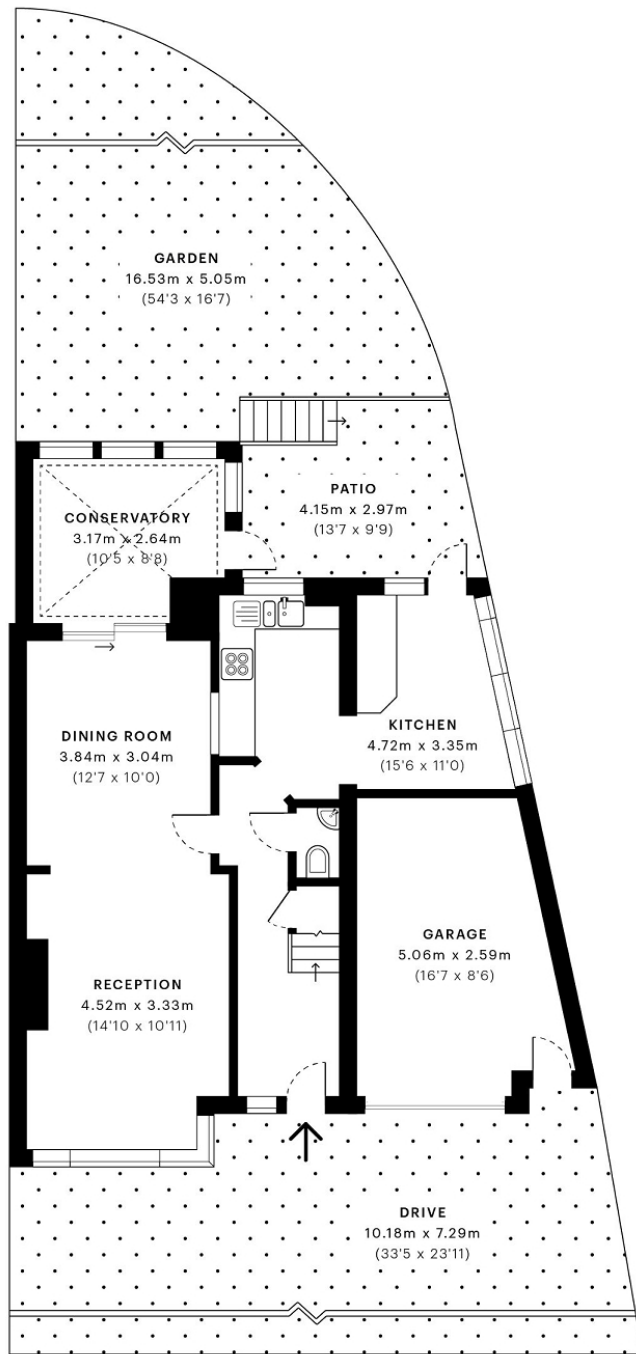 GARDEN
16.53m x 5.05m
(54'3 x 16'7)
PATIO
4.15m x 2.97m
(13'7 x 9'9)
CONSERVATORY
3.17m x 2.64m
(10'5 x 8'8)
DINING ROOM
3.84m x 3.04m
(12'7 x 10'0)
KITCHEN
4.72m x 3.35m
(15'6 x 11'0)
GARAGE
5.06m x 2.59m
(16'7 x 8'6)
RECEPTION
4.52m x 3.33m
(14'10 x 10'11)
DRIVE
10.18m x 7.29m
(33'5 x 23'11)